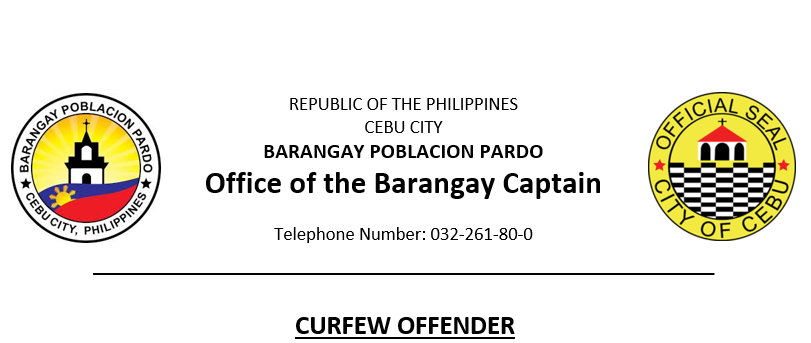 BARANGAY POBLACION PARDO
★ CEBU CITY, PHILIPPINES ★
REPUBLIC OF THE PHILIPPINES
CEBU CITY
BARANGAY POBLACION PARDO
Office of the Barangay Captain
Telephone Number: 032-261-80-0
OFFICIAL SEAL
★ CITY OF CEBU ★
CURFEW OFFENDER